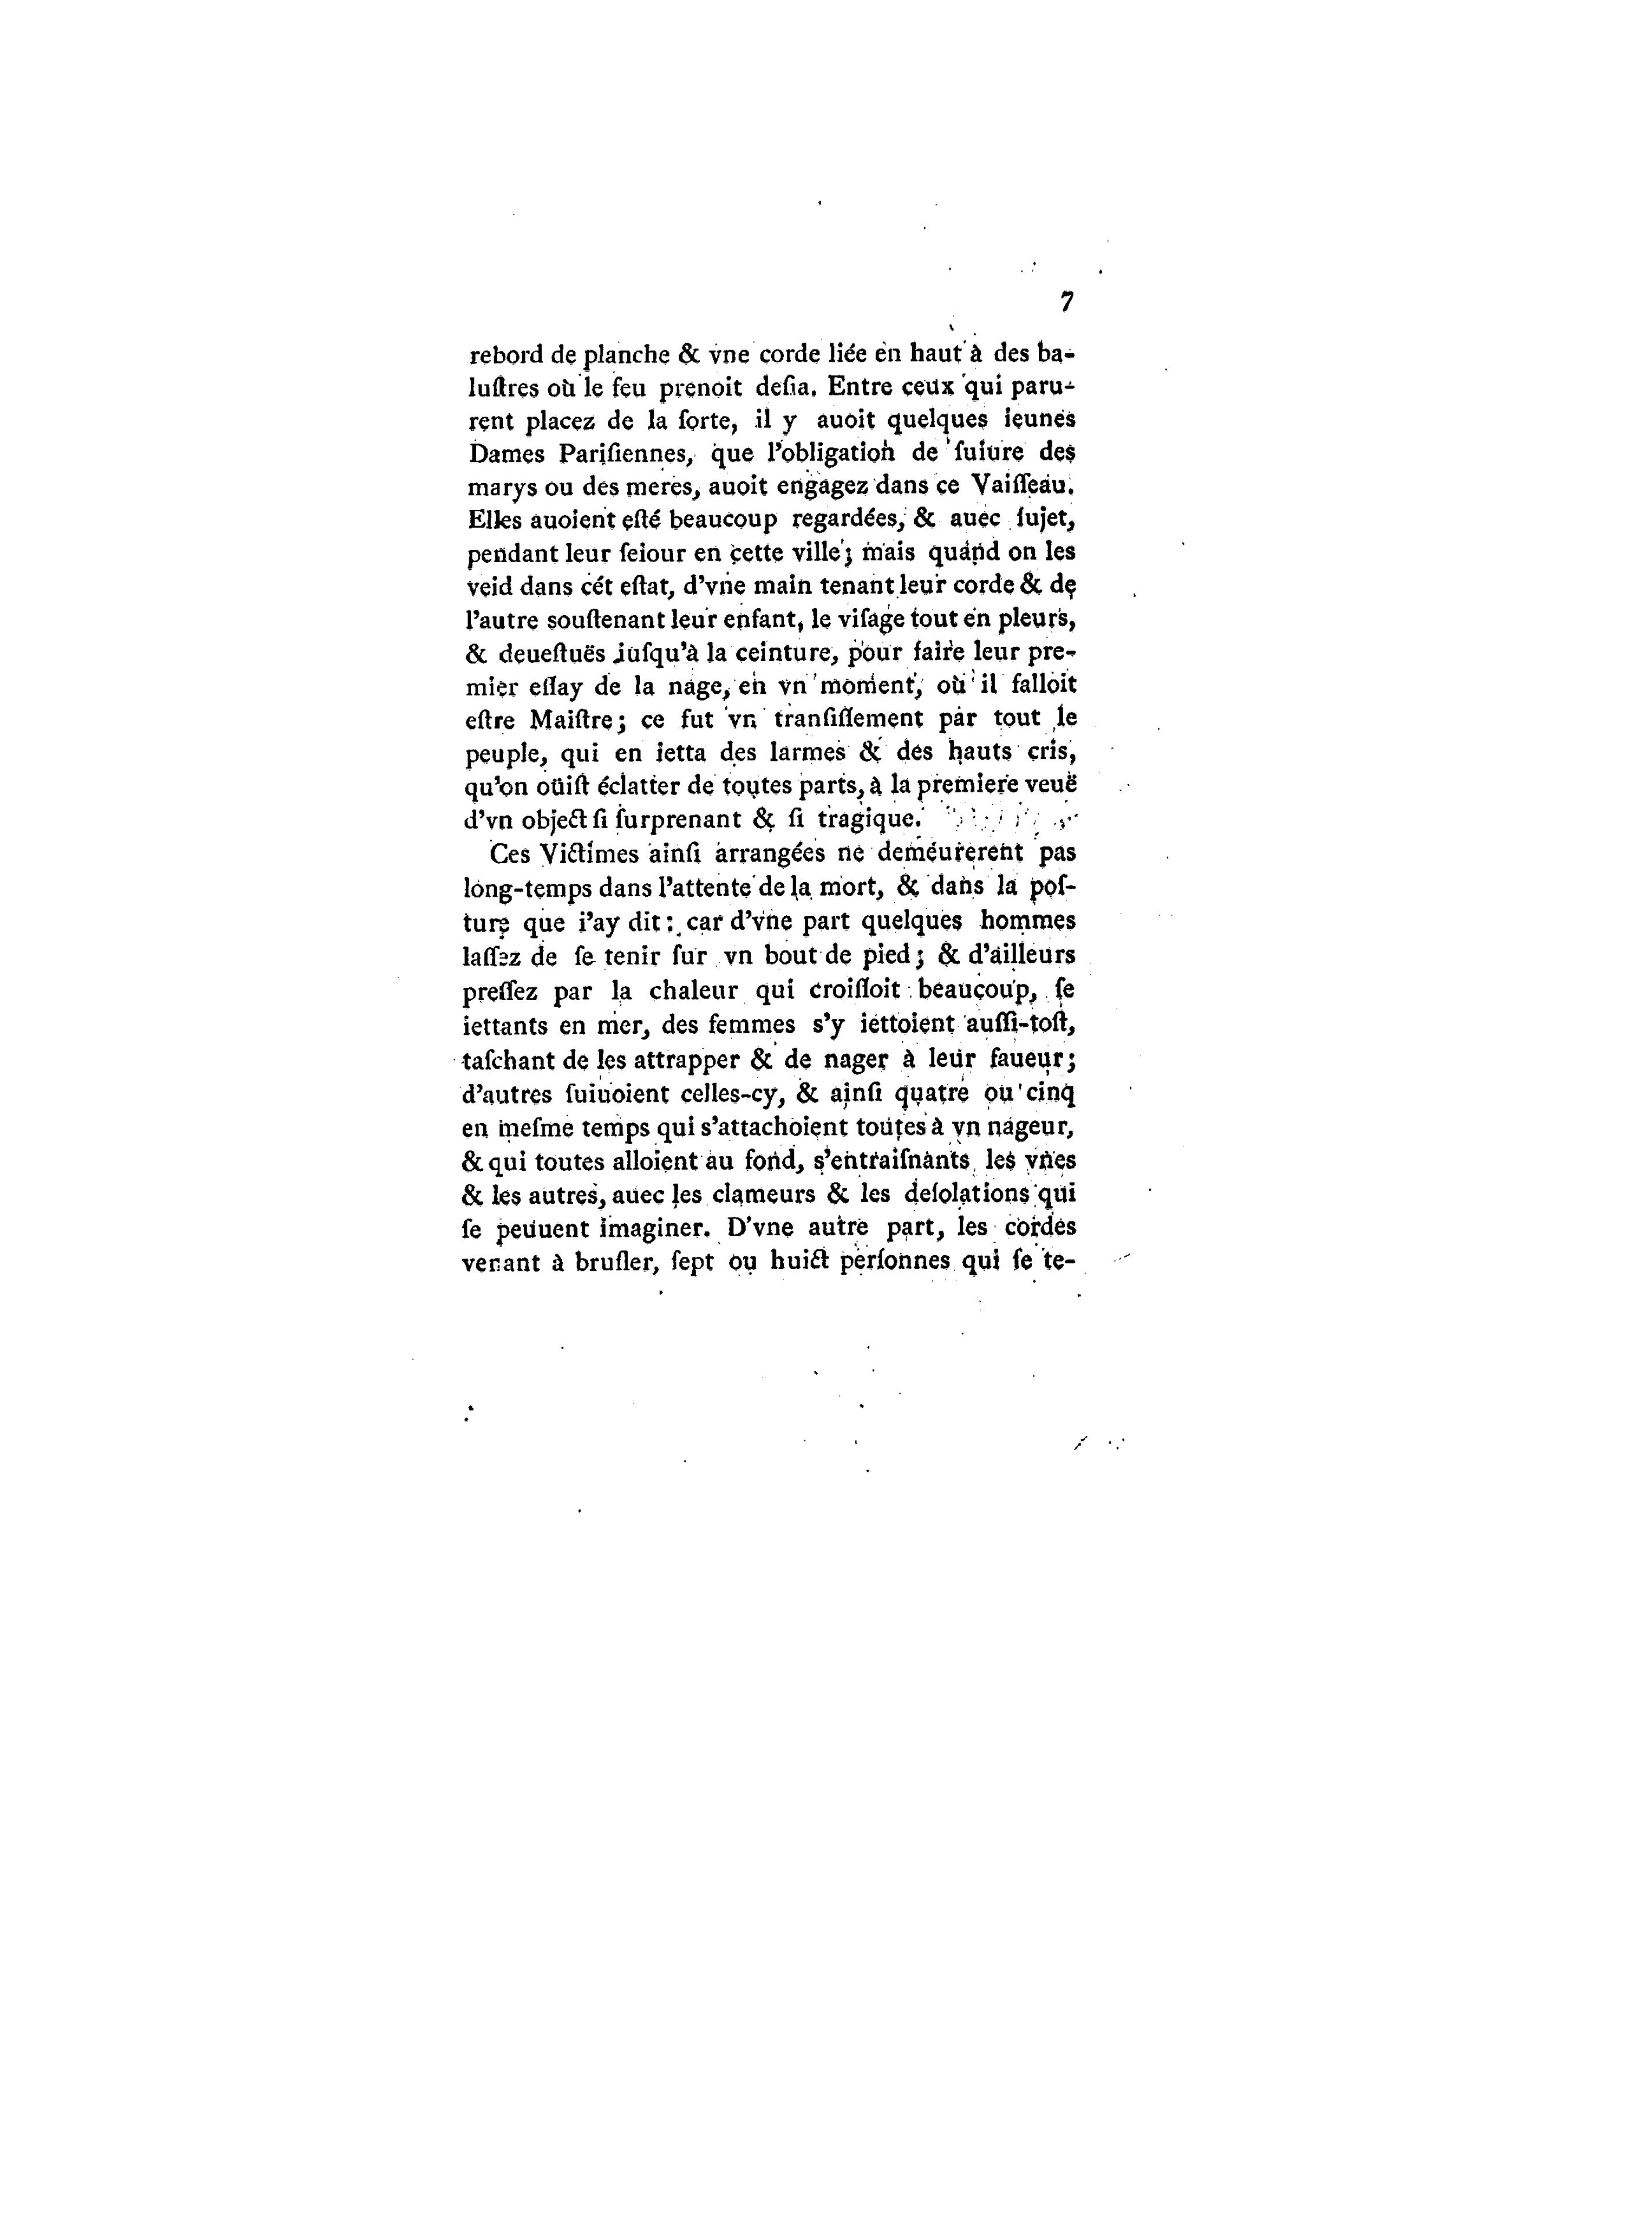 7
rebord de planche & vne corde liée en haut à des ba-
luſtres où le feu prenoit deſia. Entre ceux qui paru-
rent placez de la ſorte, il y auoit quelques ieunes
Dames Pariſiennes, que l'obligation de ſuiure des
marys ou des meres, auoit engagez dans ce Vaiſſeau.
Elles auoient eſté beaucoup regardées, & auec ſujet,
pendant leur ſeiour en cette ville; mais quand on les
veid dans cét eſtat, d'vne main tenant leur corde & de
l'autre souſtenant leur enfant, le viſage tout en pleurs,
& deueſtuës iuſqu'à la ceinture, pour faire leur pre-
mier eſſay de la nage, en vn moment, où il falloit
eſtre Maiſtre; ce fut vn tranſiſſement par tout le
peuple, qui en ietta des larmes & des hauts cris,
qu'on oüiſt éclatter de toutes parts, à la premiere veuë
d'vn object ſi ſurprenant & ſi tragique.
Ces Victimes ainſi arrangées ne demeurerent pas
long-temps dans l'attente de la mort, & dans la poſ-
ture que i'ay dit: car d'vne part quelques hommes
laſſez de ſe tenir ſur vn bout de pied; & d'ailleurs
preſſez par la chaleur qui croiſſoit beaucoup, ſe
iettants en mer, des femmes s'y iettoient auſſi-toſt,
taſchant de les attrapper & de nager à leur faueur;
d'autres ſuiuoient celles-cy, & ainſi quatre ou cinq
en meſme temps qui s'attachoient toutes à vn nageur,
& qui toutes alloient au fond, s'entraiſnants les vnes
& les autres, auec les clameurs & les deſolations qui
ſe peuuent imaginer. D'vne autre part, les cordes
venant à bruſler, ſept ou huict perſonnes qui ſe te-